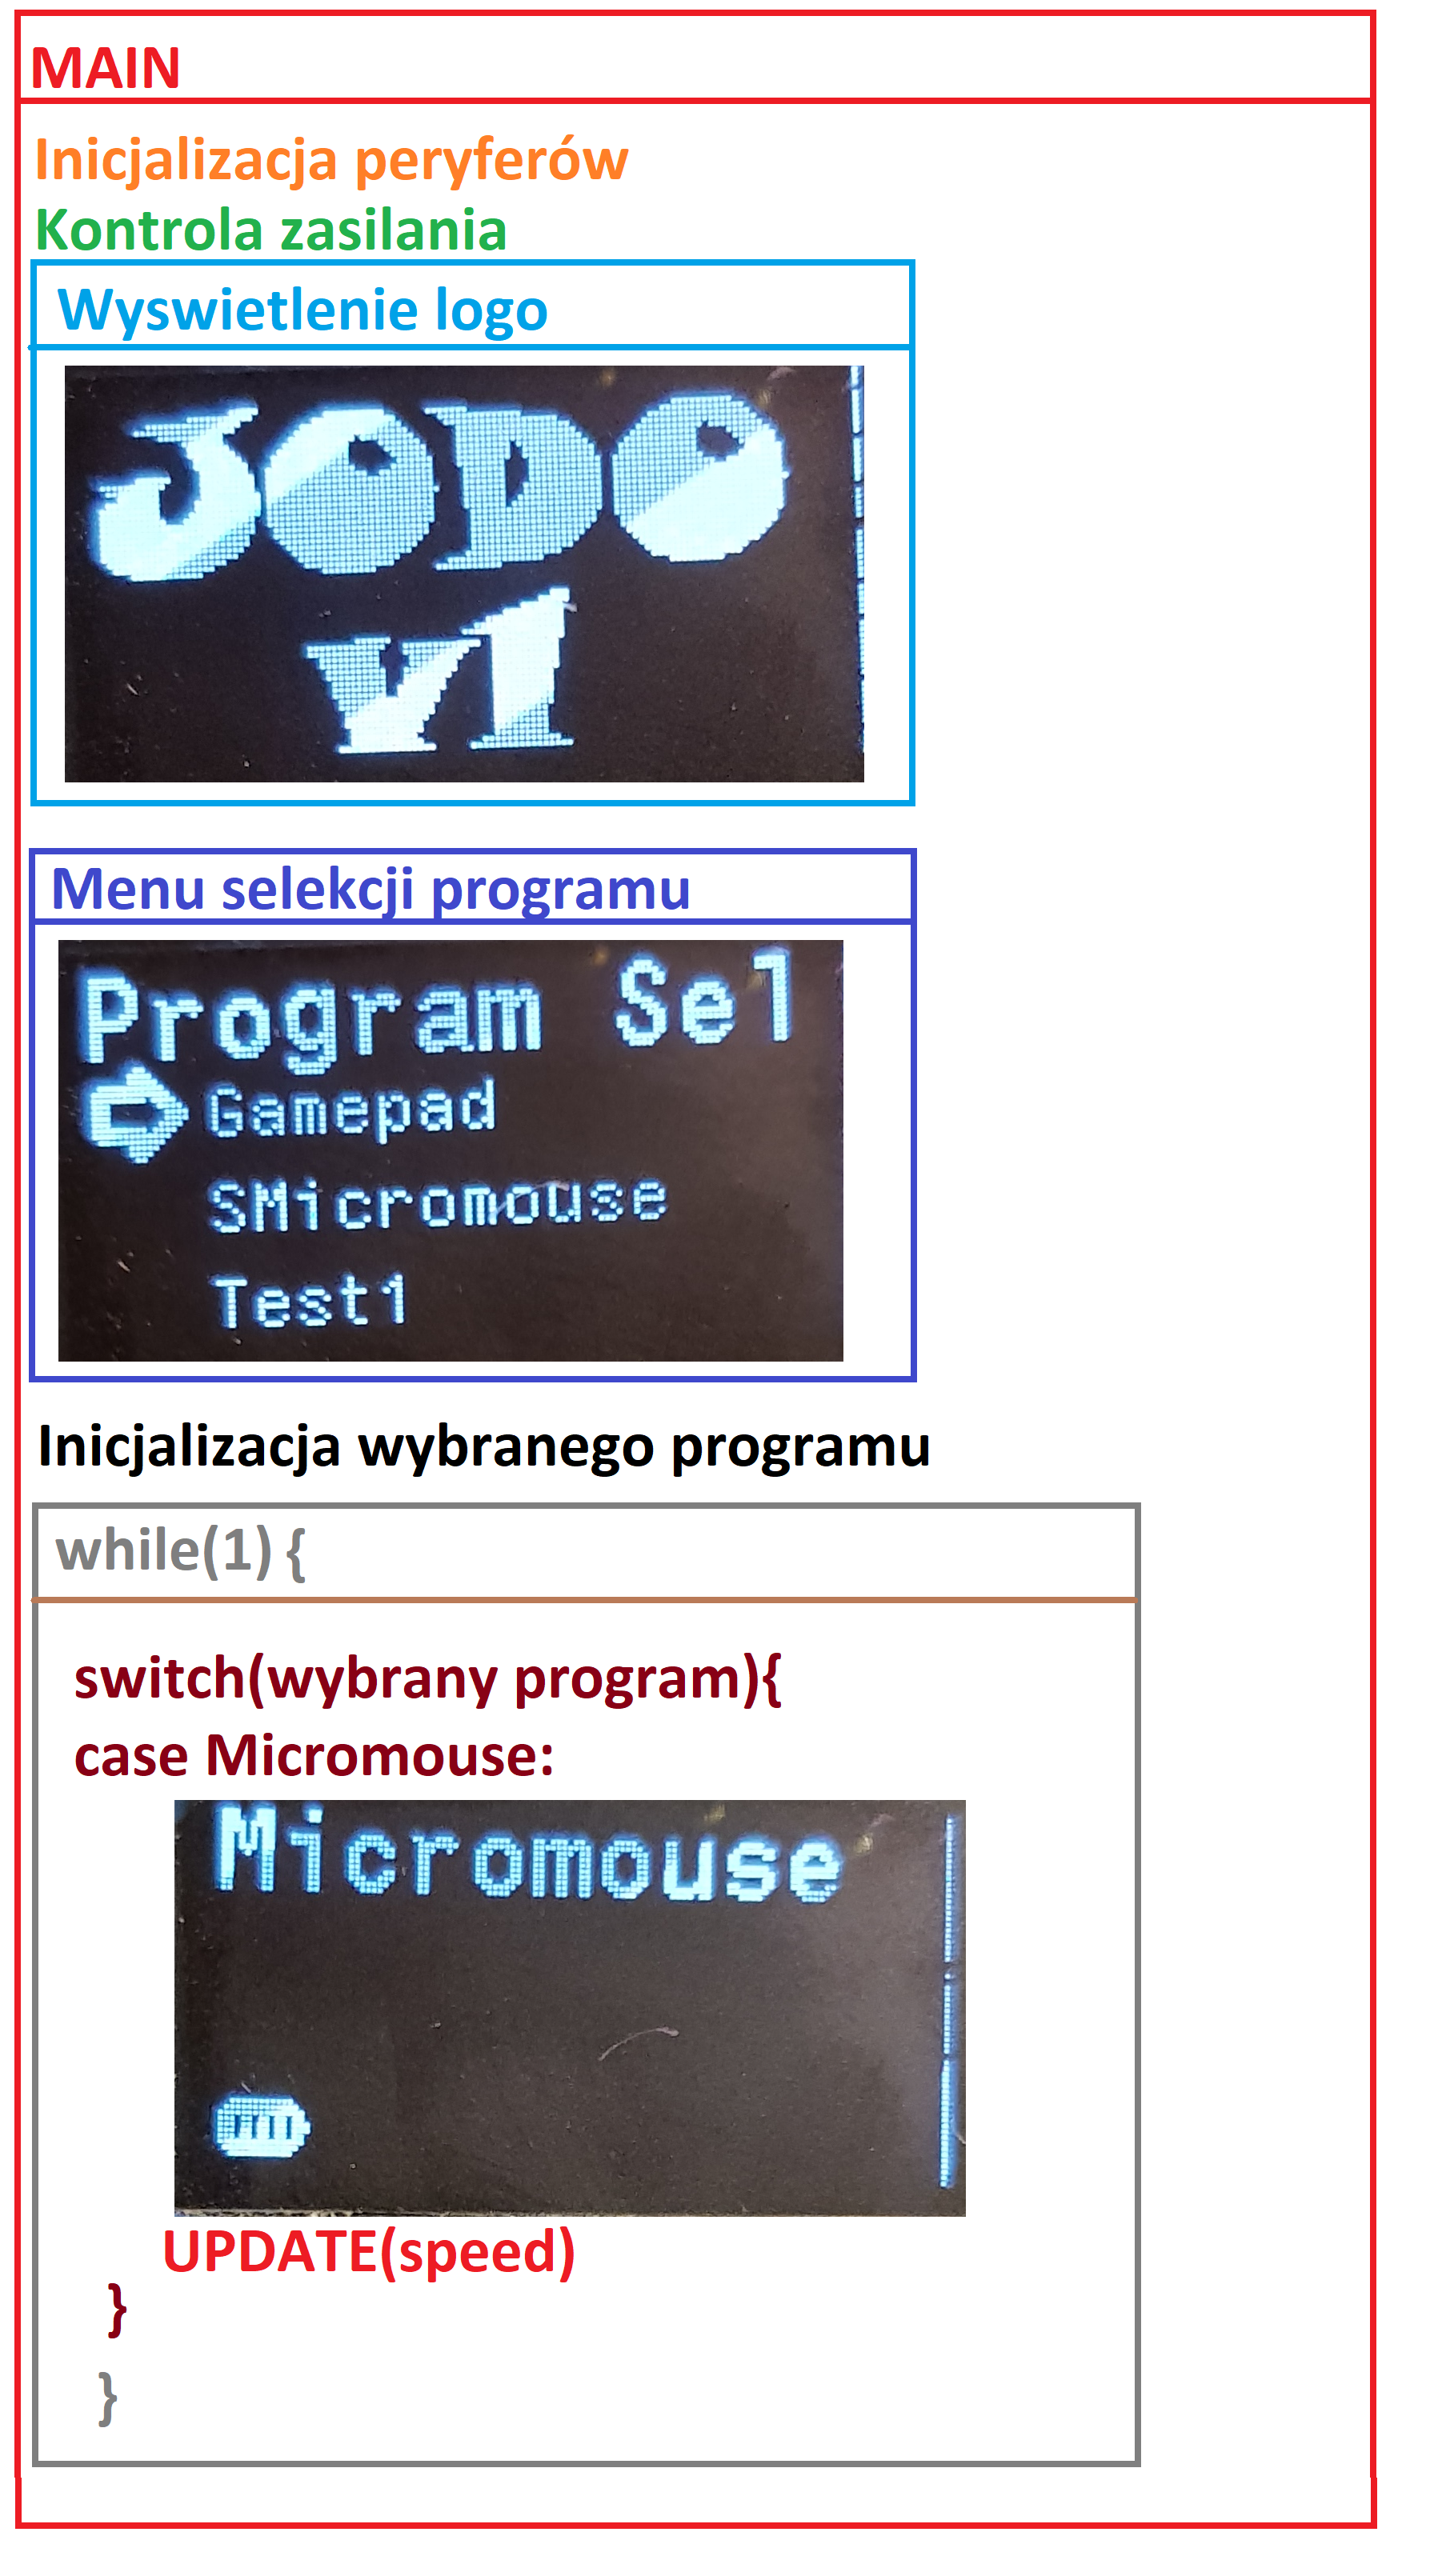 MAIN
Inicjalizacja peryferów
Kontrola zasilania
Wyswietlenie logo
JODO
V1
Menu selekcji programu
Program Sel
Gamepad
SMicromouse
Test1
Inicjalizacja wybranego programu
while(1) {
switch(wybrany program){
case Micromouse:
Micromouse
UPDATE(speed)
}
}